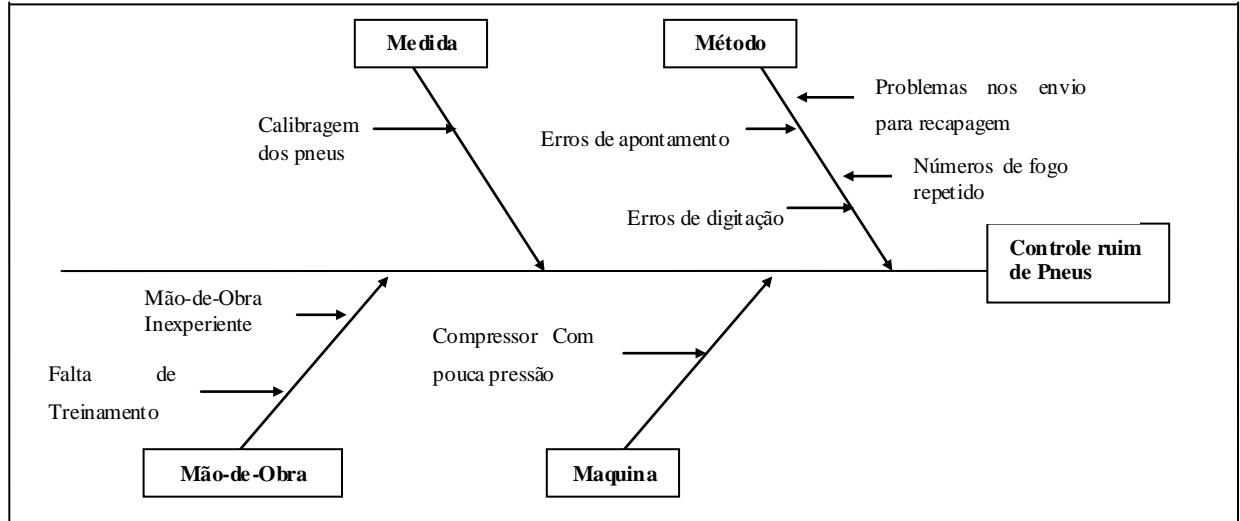 Medida
Método
Problemas nos envio
para recapagem
Calibragem
dos pneus
Erros de apontamento
Números de fogo
repetido
Erros de digitação
Controle ruim
de Pneus
Mão-de-Obra
Inexperiente
Compressor Com
pouca pressão
Falta de
Treinamento
Mão-de-Obra
Maquina